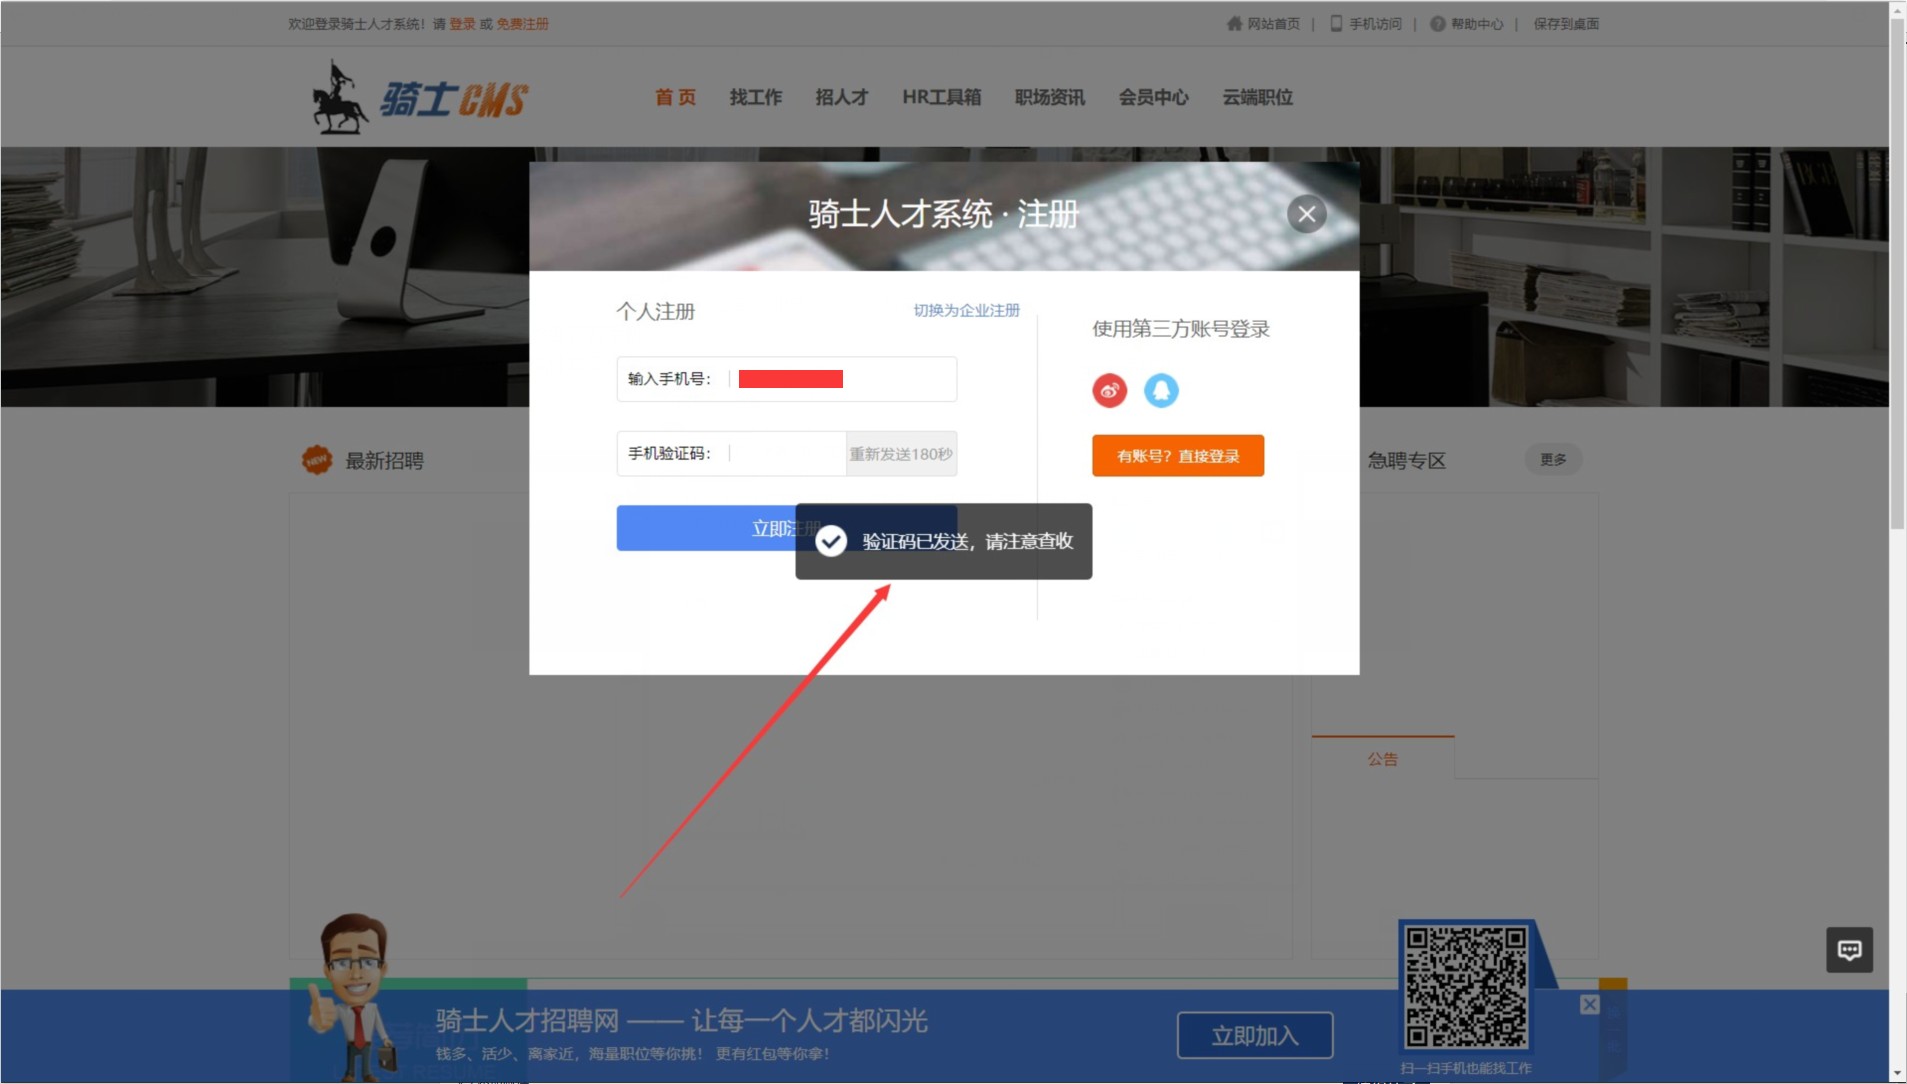 欢迎登录骑士人才系统！请 登录 或 免费注册
网站首页 | 手机访问 | 帮助中心 | 保存到桌面
骑士CMS
首 页 找工作 招人才 HR工具箱 职场资讯 会员中心 云端职位
骑士人才系统 · 注册
个人注册
切换为企业注册
使用第三方账号登录
输入手机号：
手机验证码：
重新发送180秒
有账号？直接登录
立即注册
验证码已发送，请注意查收
NEW
最新招聘
急聘专区
更多
公告
骑士人才招聘网 —— 让每一个人才都闪光
钱多、活少、离家近，海量职位等你挑！ 更有红包等你拿！
立即加入
扫一扫手机也能找工作